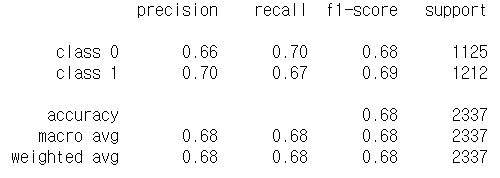 precision recall f1-score support
class 0 0.66 0.70 0.68 1125
class 1 0.70 0.67 0.69 1212
accuracy 0.68 2337
macro avg 0.68 0.68 0.68 2337
weighted avg 0.68 0.68 0.68 2337